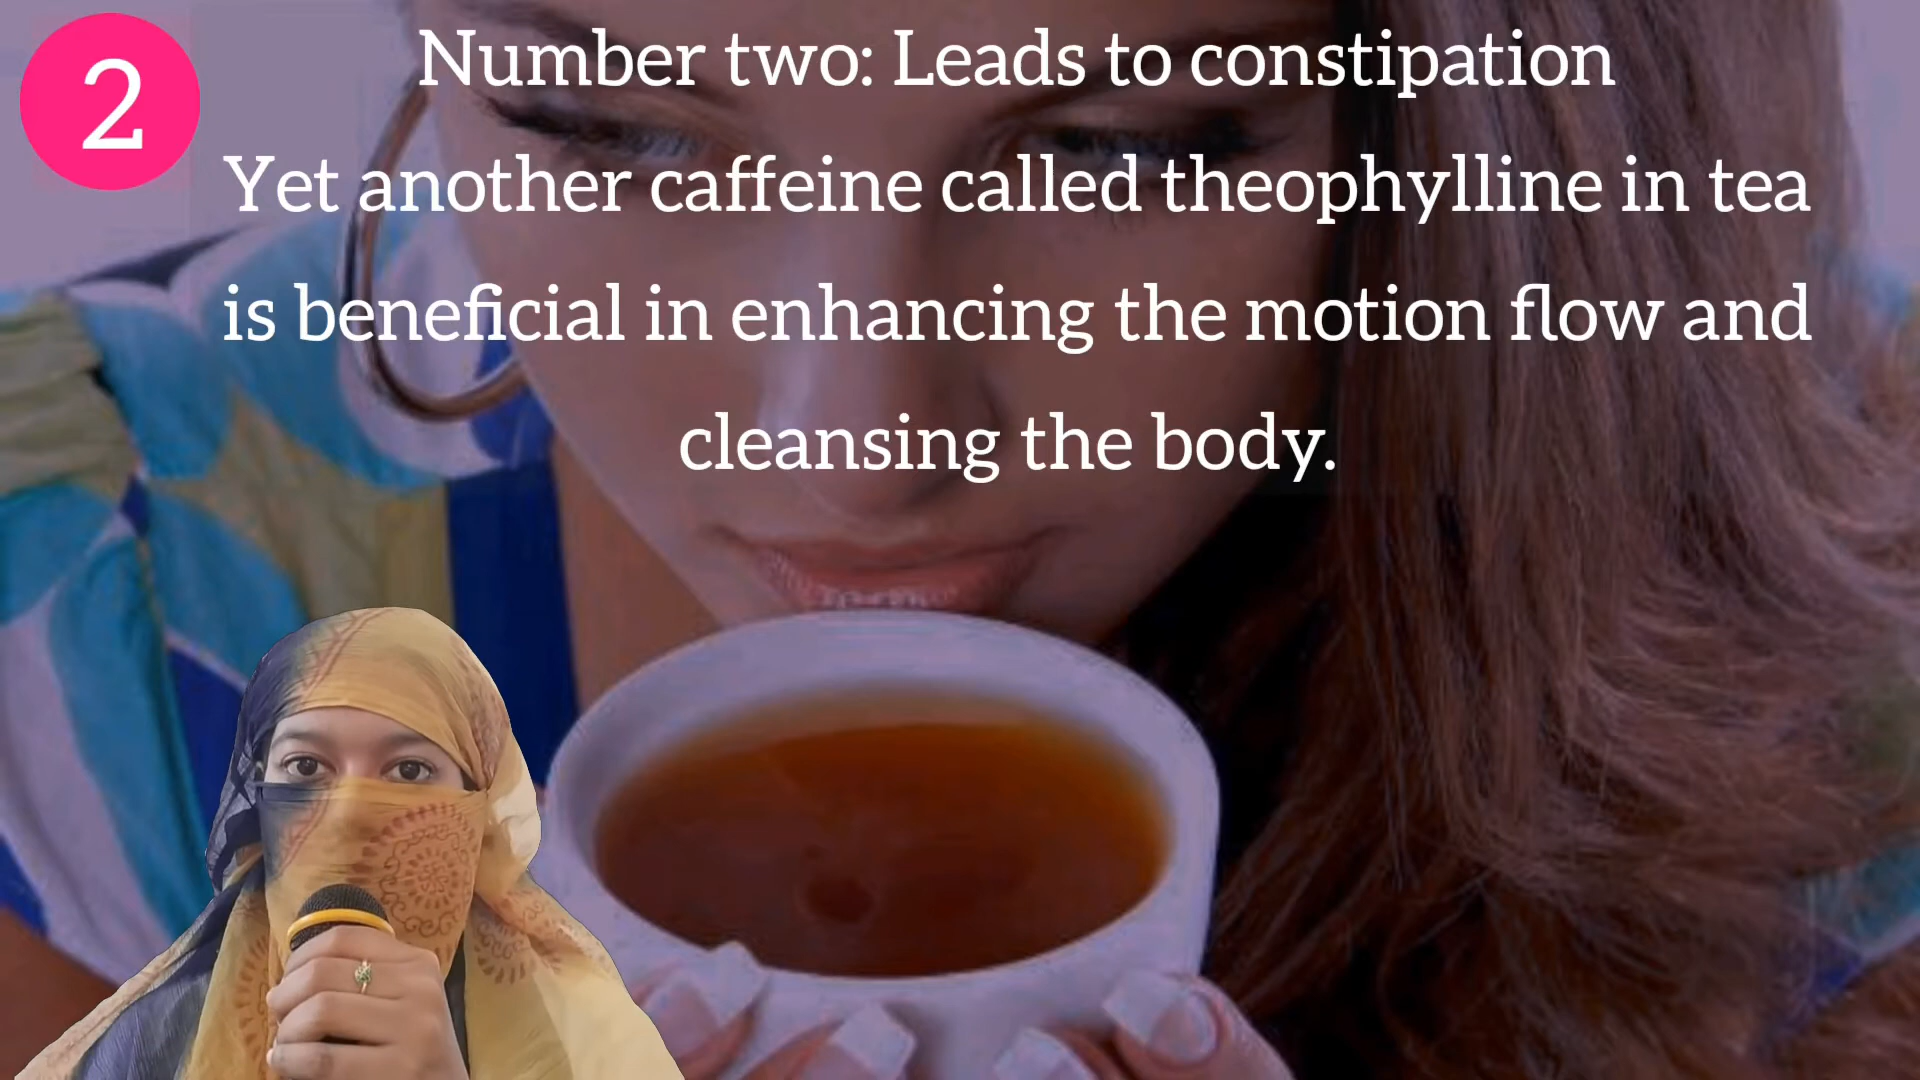 2
Number two: Leads to constipation
Yet another caffeine called theophylline in tea
is beneficial in enhancing the motion flow and
cleansing the body.